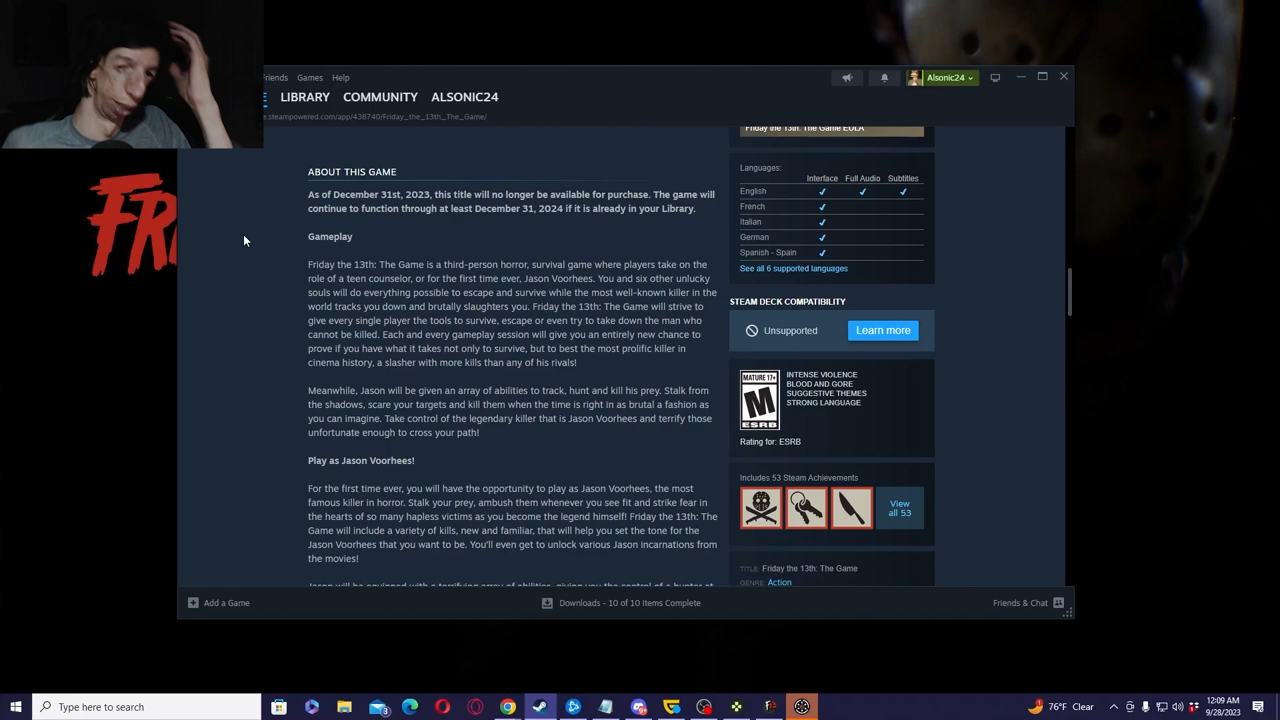 Friends Games Help
Alsonic24
LIBRARY COMMUNITY ALSONIC24
.steampowered.com/app/438740/Friday_the_13th_The_Game/
FRI
ABOUT THIS GAME
As of December 31st, 2023, this title will no longer be available for purchase. The game will
continue to function through at least December 31, 2024 if it is already in your Library.
Gameplay
Friday the 13th: The Game is a third-person horror, survival game where players take on the
role of a teen counselor, or for the first time ever, Jason Voorhees. You and six other unlucky
souls will do everything possible to escape and survive while the most well-known killer in the
world tracks you down and brutally slaughters you. Friday the 13th: The Game will strive to
give every single player the tools to survive, escape or even try to take down the man who
cannot be killed. Each and every gameplay session will give you an entirely new chance to
prove if you have what it takes not only to survive, but to best the most prolific killer in
cinema history, a slasher with more kills than any of his rivals!
Meanwhile, Jason will be given an array of abilities to track, hunt and kill his prey. Stalk from
the shadows, scare your targets and kill them when the time is right in as brutal a fashion as
you can imagine. Take control of the legendary killer that is Jason Voorhees and terrify those
unfortunate enough to cross your path!
Play as Jason Voorhees!
For the first time ever, you will have the opportunity to play as Jason Voorhees, the most
famous killer in horror. Stalk your prey, ambush them whenever you see fit and strike fear in
the hearts of so many hapless victims as you become the legend himself! Friday the 13th: The
Game will include a variety of kills, new and familiar, that will help you set the tone for the
Jason Voorhees that you want to be. You'll even get to unlock various Jason incarnations from
the movies!
Jason will be equipped with a terrifying array of abilities, giving you the control of a hunter at
Friday the 13th: The Game EULA
Languages:
Interface Full Audio Subtitles
English ✔ ✔ ✔
French ✔
Italian ✔
German ✔
Spanish - Spain ✔
See all 6 supported languages
STEAM DECK COMPATIBILITY
Unsupported Learn more
MATURE 17+
M
ESRB
INTENSE VIOLENCE
BLOOD AND GORE
SUGGESTIVE THEMES
STRONG LANGUAGE
Rating for: ESRB
Includes 53 Steam Achievements
View
all 53
TITLE: Friday the 13th: The Game
GENRE: Action
Add a Game
Downloads - 10 of 10 Items Complete
Friends & Chat
Type here to search
3
76°F Clear
12:09 AM
9/28/2023